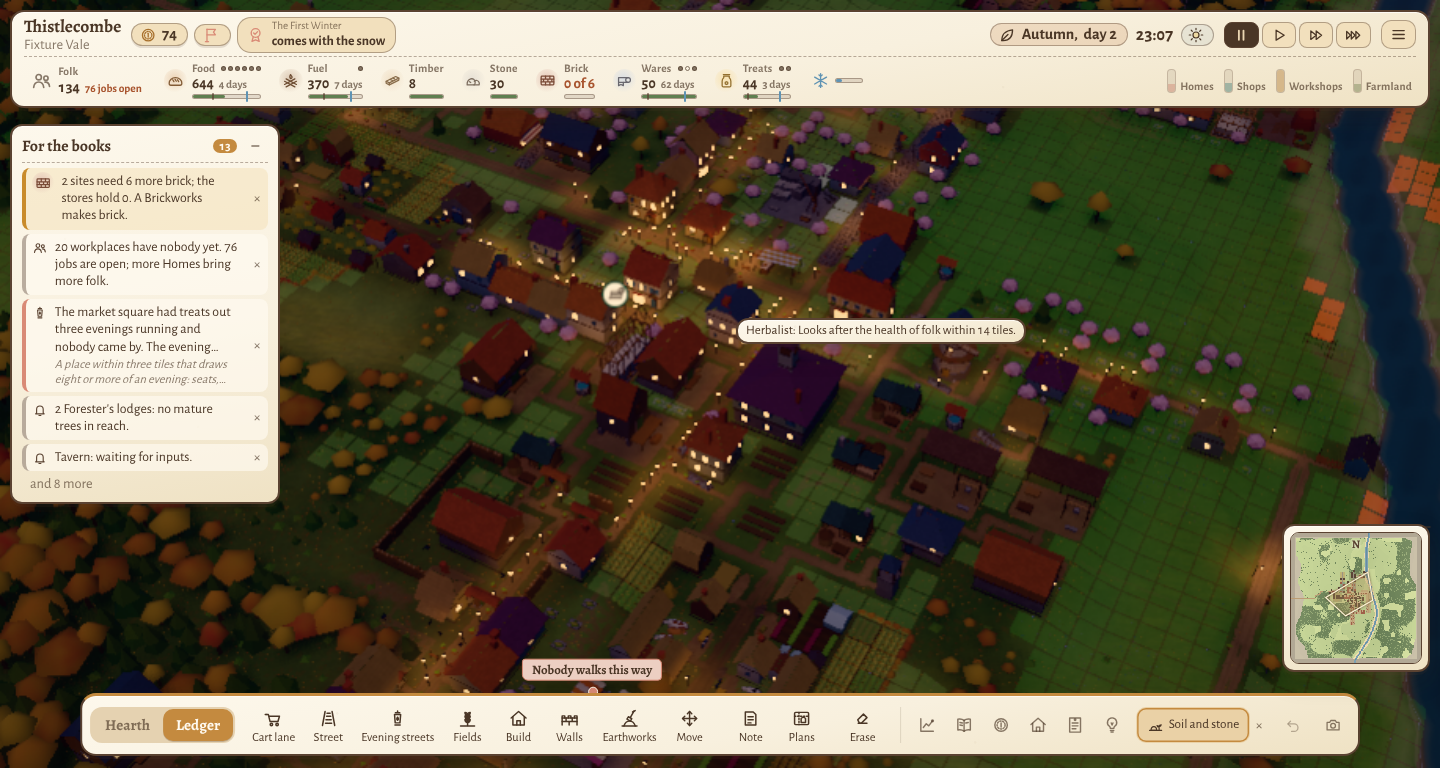 Thistlecombe
Fixture Vale
74
The First Winter
comes with the snow
Autumn, day 2
23:07
Folk
134 76 jobs open
Food
644 4 days
Fuel
370 7 days
Timber
8
Stone
30
Brick
0 of 6
Wares
50 62 days
Treats
44 3 days
Homes
Shops
Workshops
Farmland
For the books
13
2 sites need 6 more brick; the
stores hold 0. A Brickworks
makes brick.
20 workplaces have nobody yet. 76
jobs are open; more Homes bring
more folk.
The market square had treats out
three evenings running and
nobody came by. The evening...
A place within three tiles that draws
eight or more of an evening: seats,...
2 Forester's lodges: no mature
trees in reach.
Tavern: waiting for inputs.
and 8 more
Herbalist: Looks after the health of folk within 14 tiles.
Nobody walks this way
N
Hearth
Ledger
Cart lane
Street
Evening streets
Fields
Build
Walls
Earthworks
Move
Note
Plans
Erase
Soil and stone